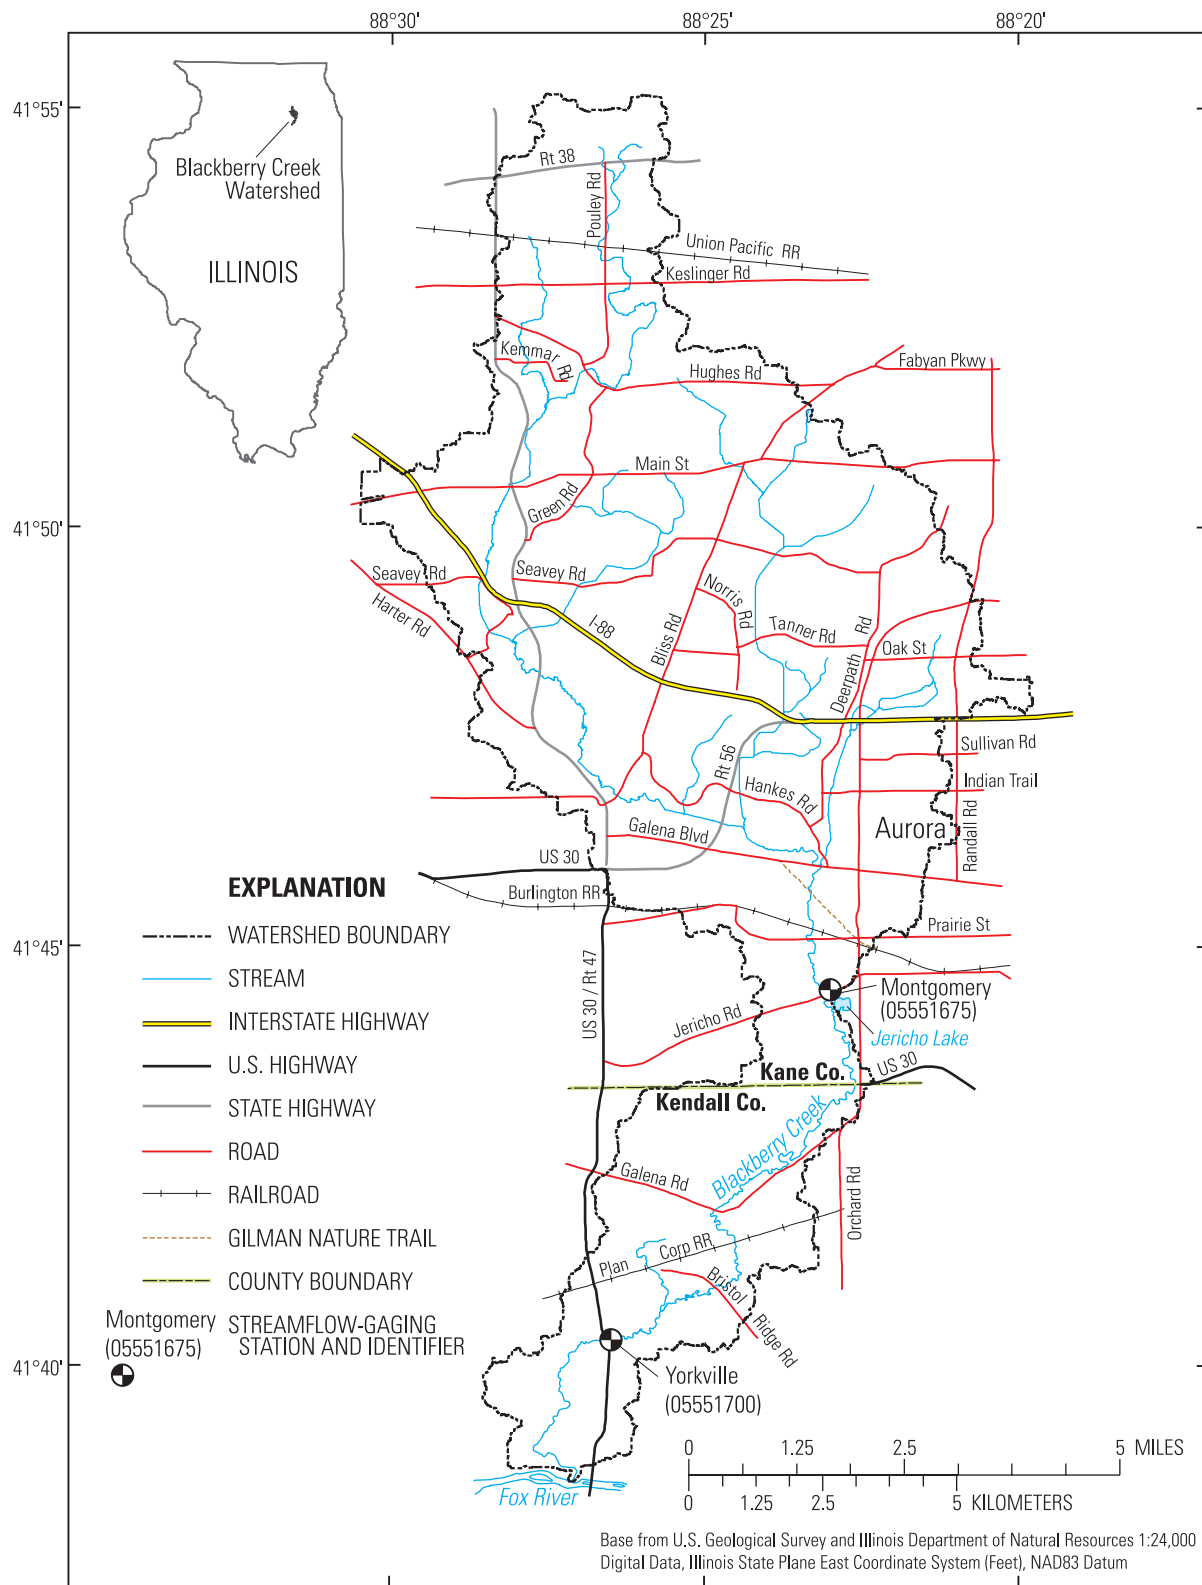 88°30'
88°25'
88°20'
41°55'
41°50'
41°45'
41°40'
Blackberry Creek
Watershed
ILLINOIS
Rt 38
Pouley Rd
Union Pacific RR
Keslinger Rd
Kemmar Rd
Hughes Rd
Fabyan Pkwy
Main St
Green Rd
Seavey Rd
Seavey Rd
Harter Rd
Norris Rd
I-88
Bliss Rd
Tanner Rd
Deerpath Rd
Oak St
Rt 56
Sullivan Rd
Indian Trail
Hankes Rd
Randall Rd
Galena Blvd
Aurora
US 30
Burlington RR
Prairie St
US 30 / Rt 47
Montgomery
(05551675)
Jericho Rd
Jericho Lake
US 30
Kane Co.
Kendall Co.
Blackberry Creek
Galena Rd
Orchard Rd
Plan Corp RR
Bristol Ridge Rd
Yorkville
(05551700)
Fox River
EXPLANATION
WATERSHED BOUNDARY
STREAM
INTERSTATE HIGHWAY
U.S. HIGHWAY
STATE HIGHWAY
ROAD
RAILROAD
GILMAN NATURE TRAIL
COUNTY BOUNDARY
Montgomery
(05551675)
STREAMFLOW-GAGING
STATION AND IDENTIFIER
0 1.25 2.5 5 MILES
0 1.25 2.5 5 KILOMETERS
Base from U.S. Geological Survey and Illinois Department of Natural Resources 1:24,000
Digital Data, Illinois State Plane East Coordinate System (Feet), NAD83 Datum